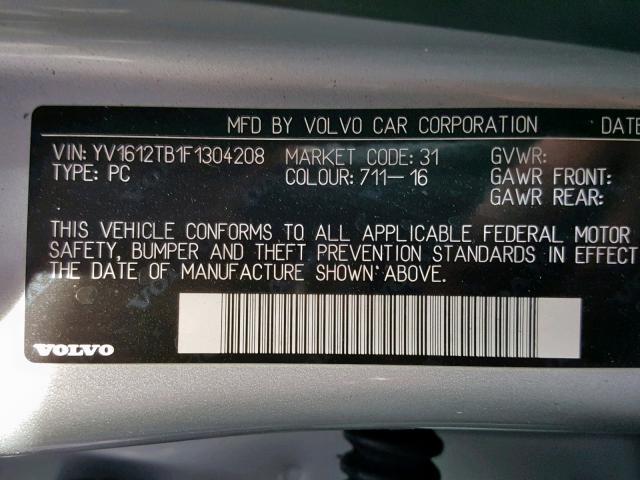 MFD BY VOLVO CAR CORPORATION DATE
VIN: YV1612TB1F1304208 MARKET CODE: 31 GVWR:
TYPE: PC COLOUR: 711-16 GAWR FRONT:
GAWR REAR:
THIS VEHICLE CONFORMS TO ALL APPLICABLE FEDERAL MOTOR
SAFETY, BUMPER AND THEFT PREVENTION STANDARDS IN EFFECT
THE DATE OF MANUFACTURE SHOWN ABOVE.
VOLVO